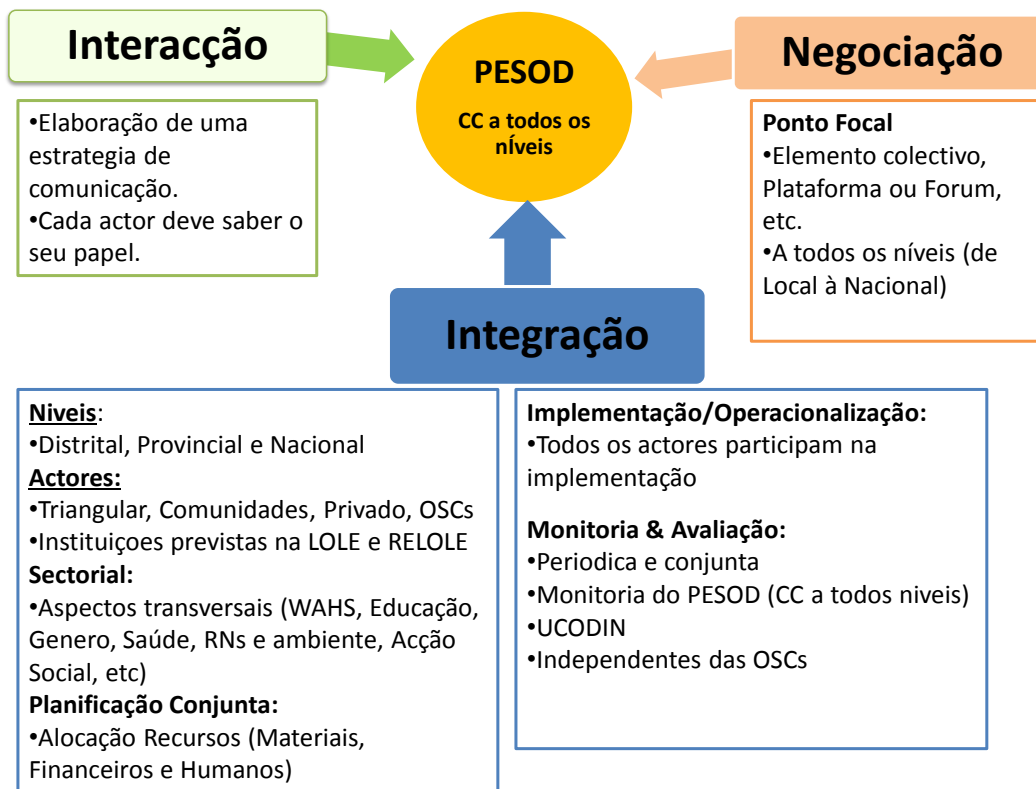 Interacção
•Elaboração de uma
estrategia de
comunicação.
•Cada actor deve saber o
seu papel.
PESOD
CC a todos os
nÍveis
Negociação
Ponto Focal
•Elemento colectivo,
Plataforma ou Forum,
etc.
•A todos os níveis (de
Local à Nacional)
Integração
Niveis:
•Distrital, Provincial e Nacional
Actores:
•Triangular, Comunidades, Privado, OSCs
•Instituiçoes previstas na LOLE e RELOLE
Sectorial:
•Aspectos transversais (WAHS, Educação,
Genero, Saúde, RNs e ambiente, Acção
Social, etc)
Planificação Conjunta:
•Alocação Recursos (Materiais,
Financeiros e Humanos)
Implementação/Operacionalização:
•Todos os actores participam na
implementação
Monitoria & Avaliação:
•Periodica e conjunta
•Monitoria do PESOD (CC a todos niveis)
•UCODIN
•Independentes das OSCs